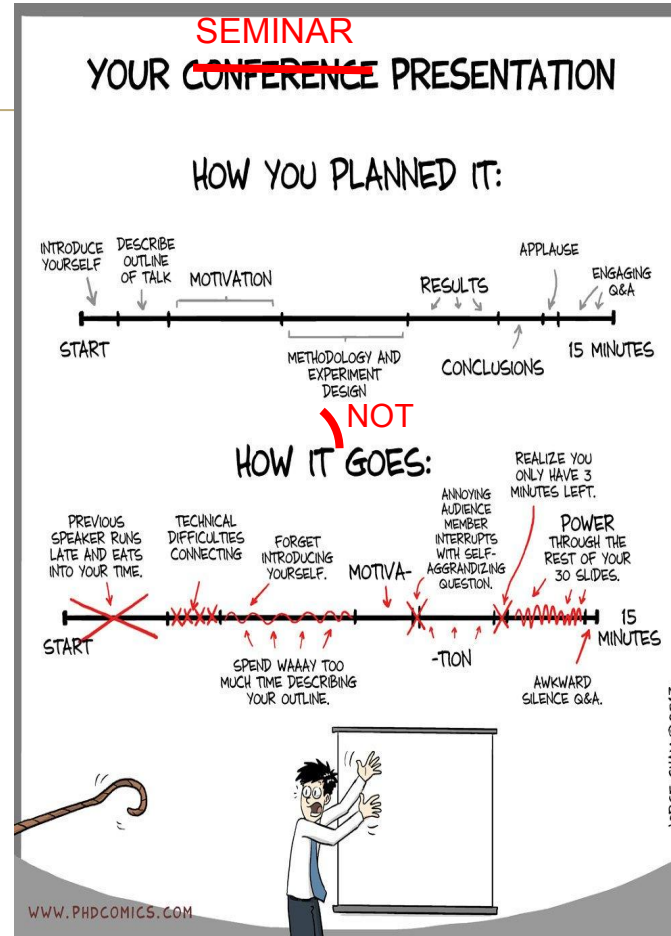 SEMINAR
YOUR CONFERENCE PRESENTATION
HOW YOU PLANNED IT:
INTRODUCE
YOURSELF
DESCRIBE
OUTLINE
OF TALK
MOTIVATION
RESULTS
APPLAUSE
ENGAGING
Q&A
START
METHODOLOGY AND
EXPERIMENT
DESIGN
CONCLUSIONS
15 MINUTES
NOT
HOW IT GOES:
PREVIOUS
SPEAKER RUNS
LATE AND EATS
INTO YOUR TIME.
TECHNICAL
DIFFICULTIES
CONNECTING
FORGET
INTRODUCING
YOURSELF.
MOTIVA-
ANNOYING
AUDIENCE
MEMBER
INTERRUPTS
WITH SELF-
AGGRANDIZING
QUESTION.
REALIZE YOU
ONLY HAVE 3
MINUTES LEFT.
POWER
THROUGH THE
REST OF YOUR
30 SLIDES.
START
SPEND WAAAY TOO
MUCH TIME DESCRIBING
YOUR OUTLINE.
-TION
AWKWARD
SILENCE Q&A.
15
MINUTES
WWW.PHDCOMICS.COM